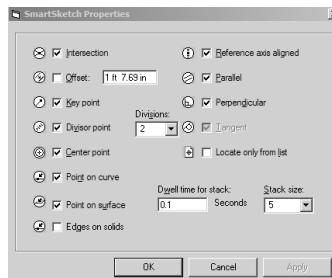 SmartSketch Properties
Intersection
Offset: 1 ft 7.69 in
Key point
Divisor point
Divisions:
2
Center point
Point on curve
Point on surface
Edges on solids
Reference axis aligned
Parallel
Perpendicular
Tangent
Locate only from list
Dwell time for stack:
0.1 Seconds
Stack size:
5
OK Cancel Apply